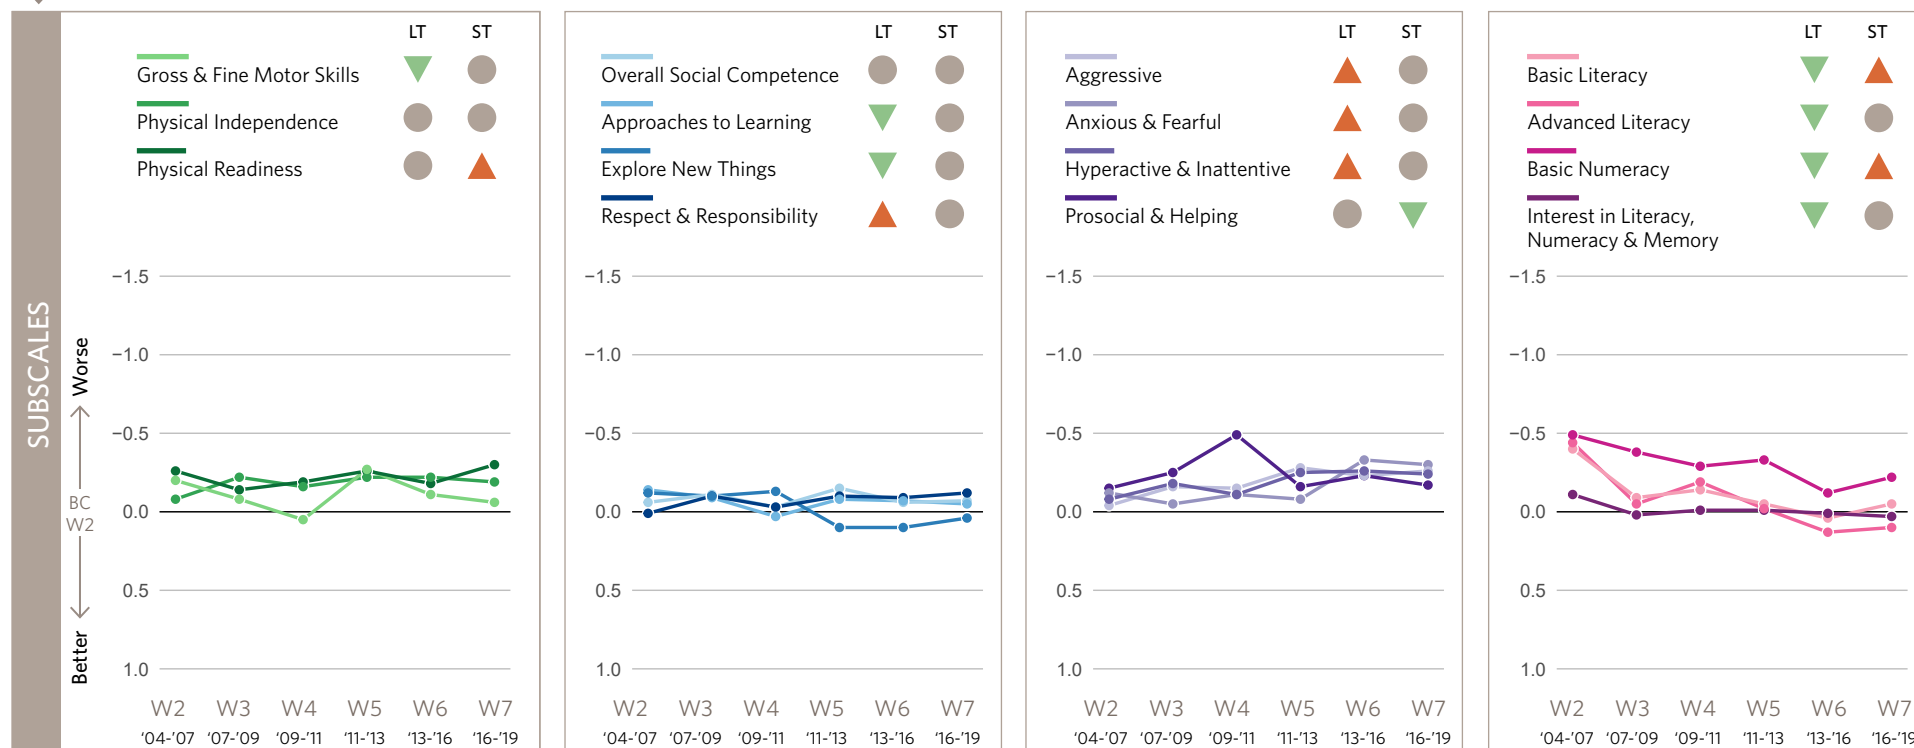 SUBSCALES
Worse
BC
W2
Better
LT ST
Gross & Fine Motor Skills
Physical Independence
Physical Readiness
−1.5
−1.0
−0.5
0.0
0.5
1.0
W2 W3 W4 W5 W6 W7
‘04-’07 ‘07-’09 ‘09-’11 ‘11-’13 ‘13-’16 ‘16-’19
LT ST
Overall Social Competence
Approaches to Learning
Explore New Things
Respect & Responsibility
−1.5
−1.0
−0.5
0.0
0.5
1.0
W2 W3 W4 W5 W6 W7
‘04-’07 ‘07-’09 ‘09-’11 ‘11-’13 ‘13-’16 ‘16-’19
LT ST
Aggressive
Anxious & Fearful
Hyperactive & Inattentive
Prosocial & Helping
−1.5
−1.0
−0.5
0.0
0.5
1.0
W2 W3 W4 W5 W6 W7
‘04-’07 ‘07-’09 ‘09-’11 ‘11-’13 ‘13-’16 ‘16-’19
LT ST
Basic Literacy
Advanced Literacy
Basic Numeracy
Interest in Literacy,
Numeracy & Memory
−1.5
−1.0
−0.5
0.0
0.5
1.0
W2 W3 W4 W5 W6 W7
‘04-’07 ‘07-’09 ‘09-’11 ‘11-’13 ‘13-’16 ‘16-’19